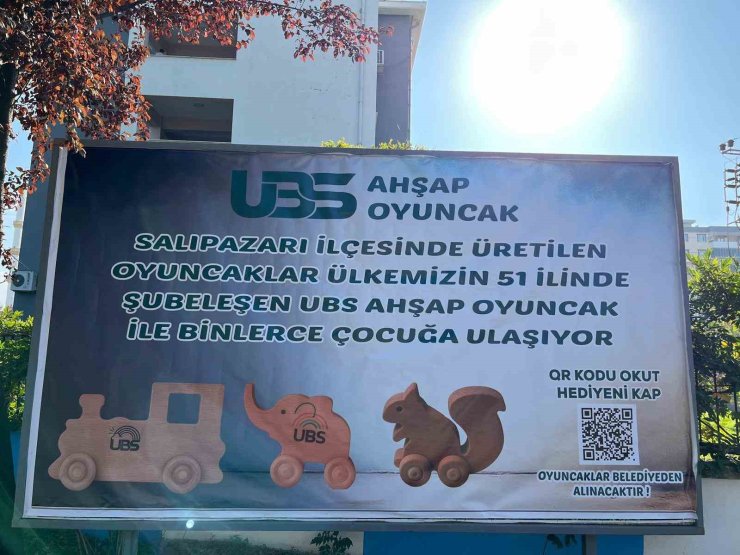 UBS AHŞAP
OYUNCAK
SALIPAZARI İLÇESİNDE ÜRETİLEN
OYUNCAKLAR ÜLKEMİZİN 51 İLİNDE
ŞUBELEŞEN UBS AHŞAP OYUNCAK
İLE BİNLERCE ÇOCUĞA ULAŞIYOR
QR KODU OKUT
HEDİYENİ KAP
UBS
UBS
OYUNCAKLAR BELEDİYEDEN
ALINACAKTIR !